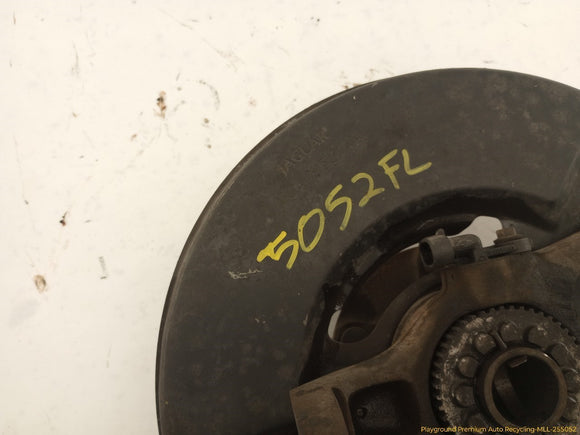 JAGUAR
5052FL
Playground Premium Auto Recycling-MLL-255052